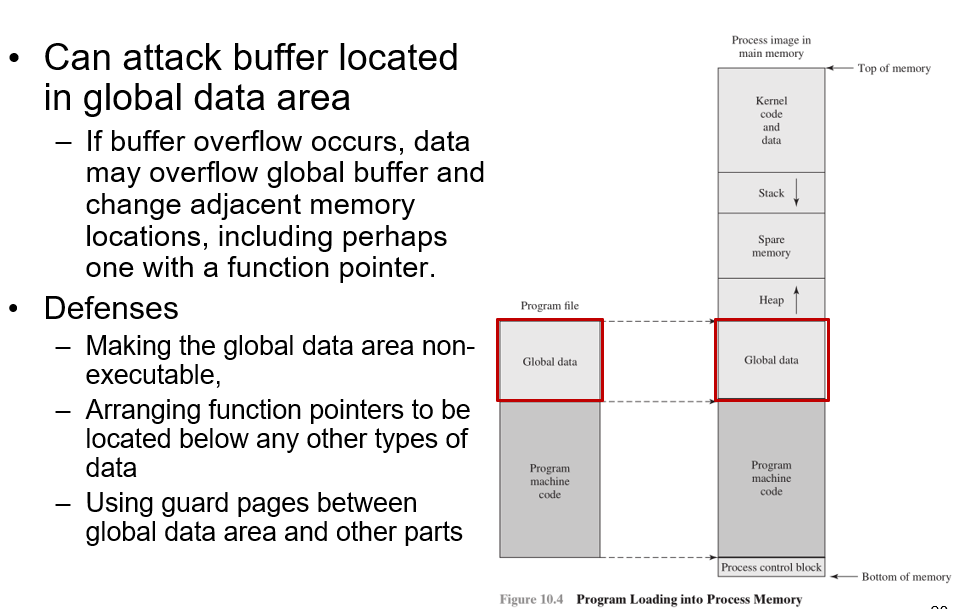 • Can attack buffer located
in global data area
– If buffer overflow occurs, data
may overflow global buffer and
change adjacent memory
locations, including perhaps
one with a function pointer.
• Defenses
– Making the global data area non-
executable,
– Arranging function pointers to be
located below any other types of
data
– Using guard pages between
global data area and other parts
Process image in
main memory
Top of memory
Kernel
code
and
data
Stack
Spare
memory
Heap
Program file
Global data
Global data
Program
machine
code
Program
machine
code
Process control block
Bottom of memory
Figure 10.4 Program Loading into Process Memory